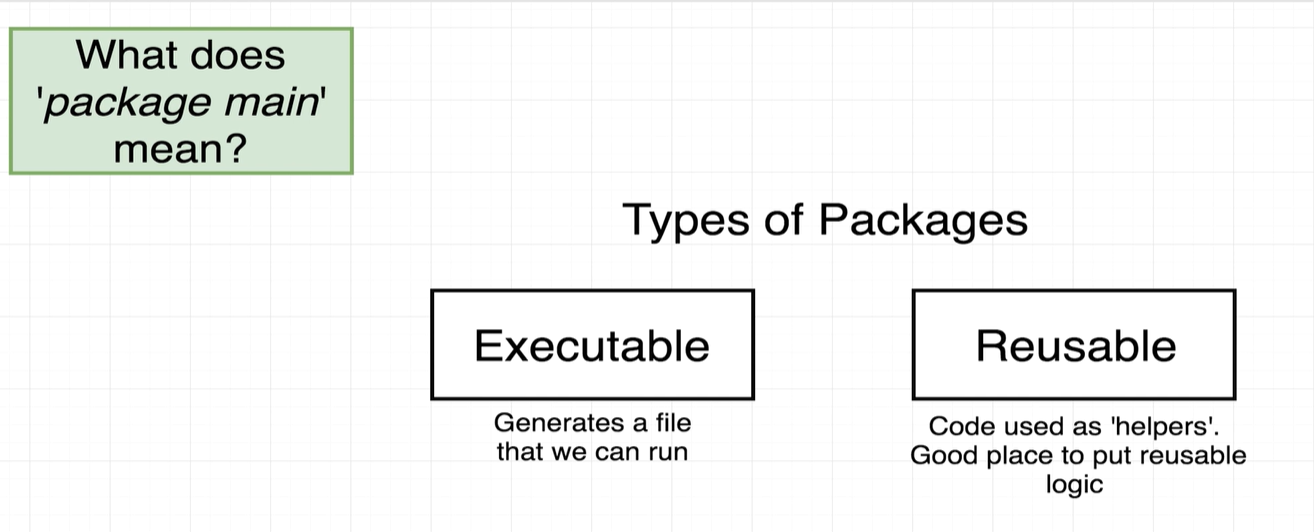 What does
'package main'
mean?
Types of Packages
Executable
Generates a file
that we can run
Reusable
Code used as 'helpers'.
Good place to put reusable
logic